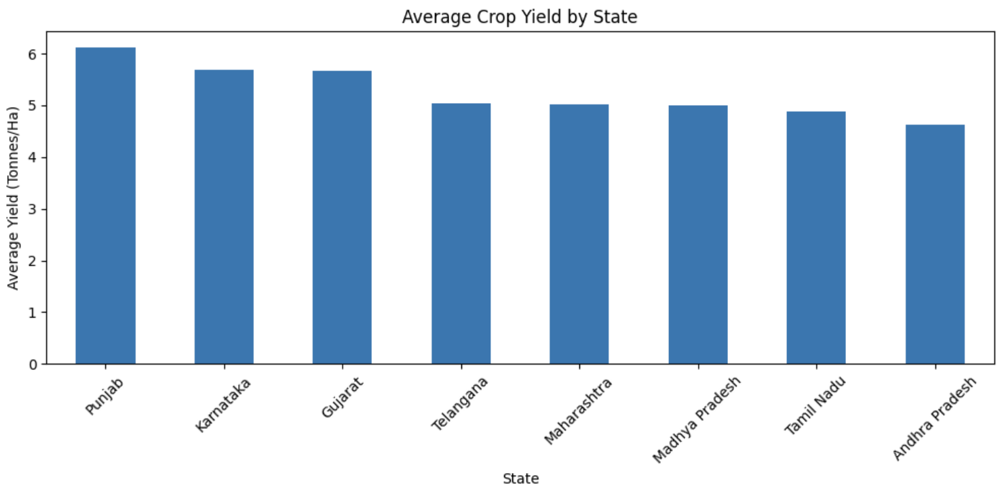 Average Crop Yield by State
Average Yield (Tonnes/Ha)
6
5
4
3
2
1
0
Punjab
Karnataka
Gujarat
Telangana
Maharashtra
Madhya Pradesh
Tamil Nadu
Andhra Pradesh
State